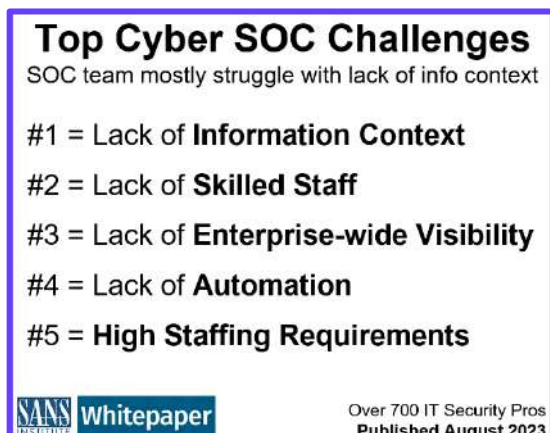 Top Cyber SOC Challenges
SOC team mostly struggle with lack of info context
#1 = Lack of Information Context
#2 = Lack of Skilled Staff
#3 = Lack of Enterprise-wide Visibility
#4 = Lack of Automation
#5 = High Staffing Requirements
SANS
INSTITUTE
Whitepaper
Over 700 IT Security Pros
Published August 2023